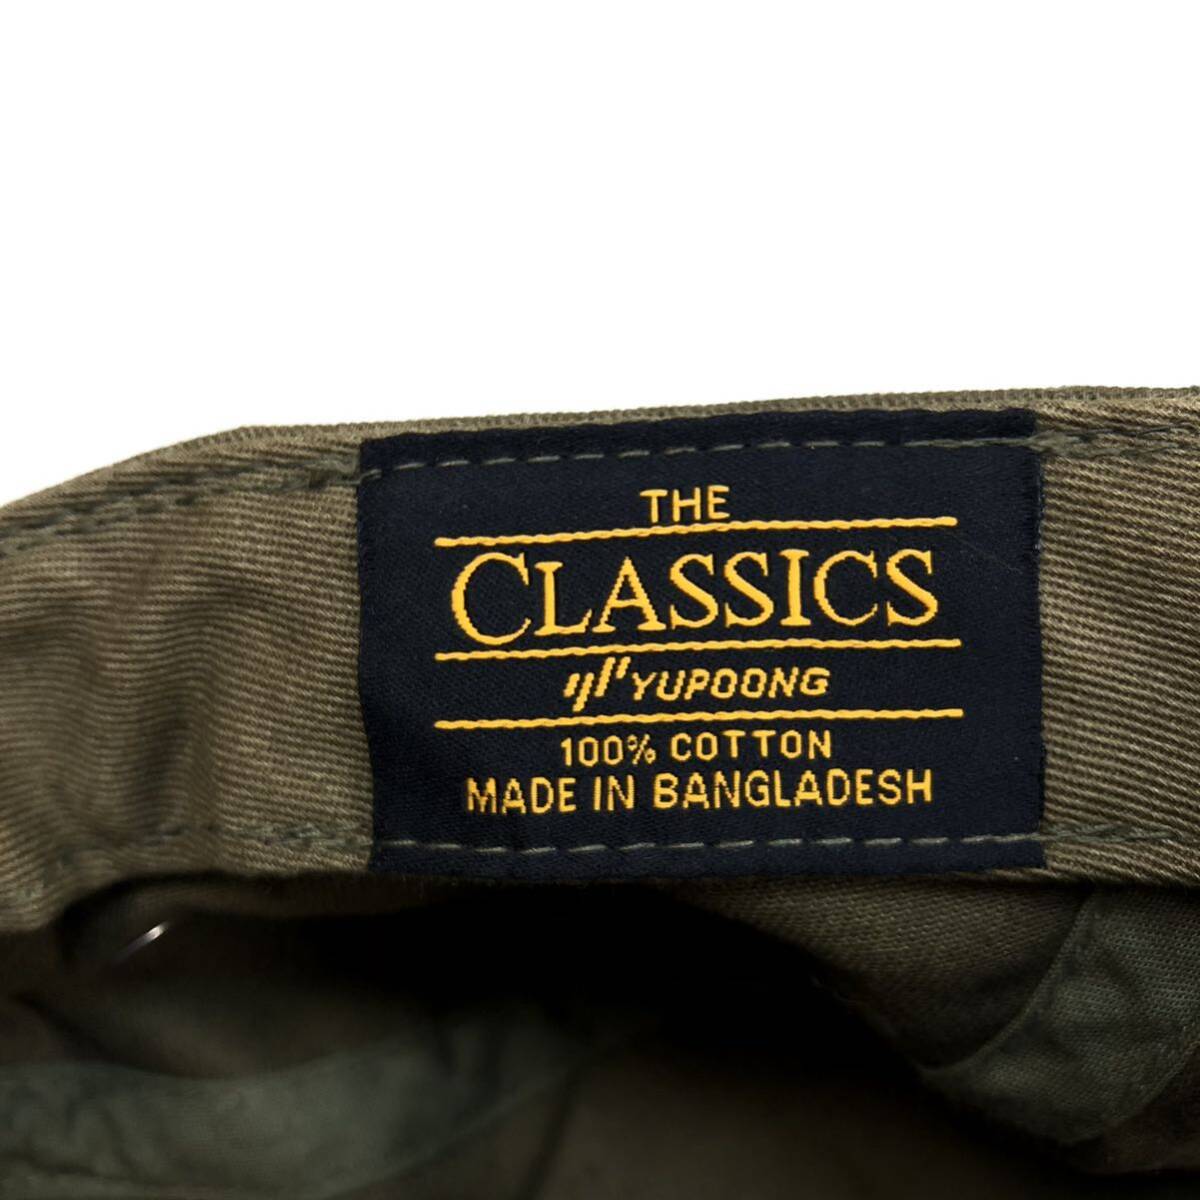 THE
CLASSICS
YUPOONG
100% COTTON
MADE IN BANGLADESH